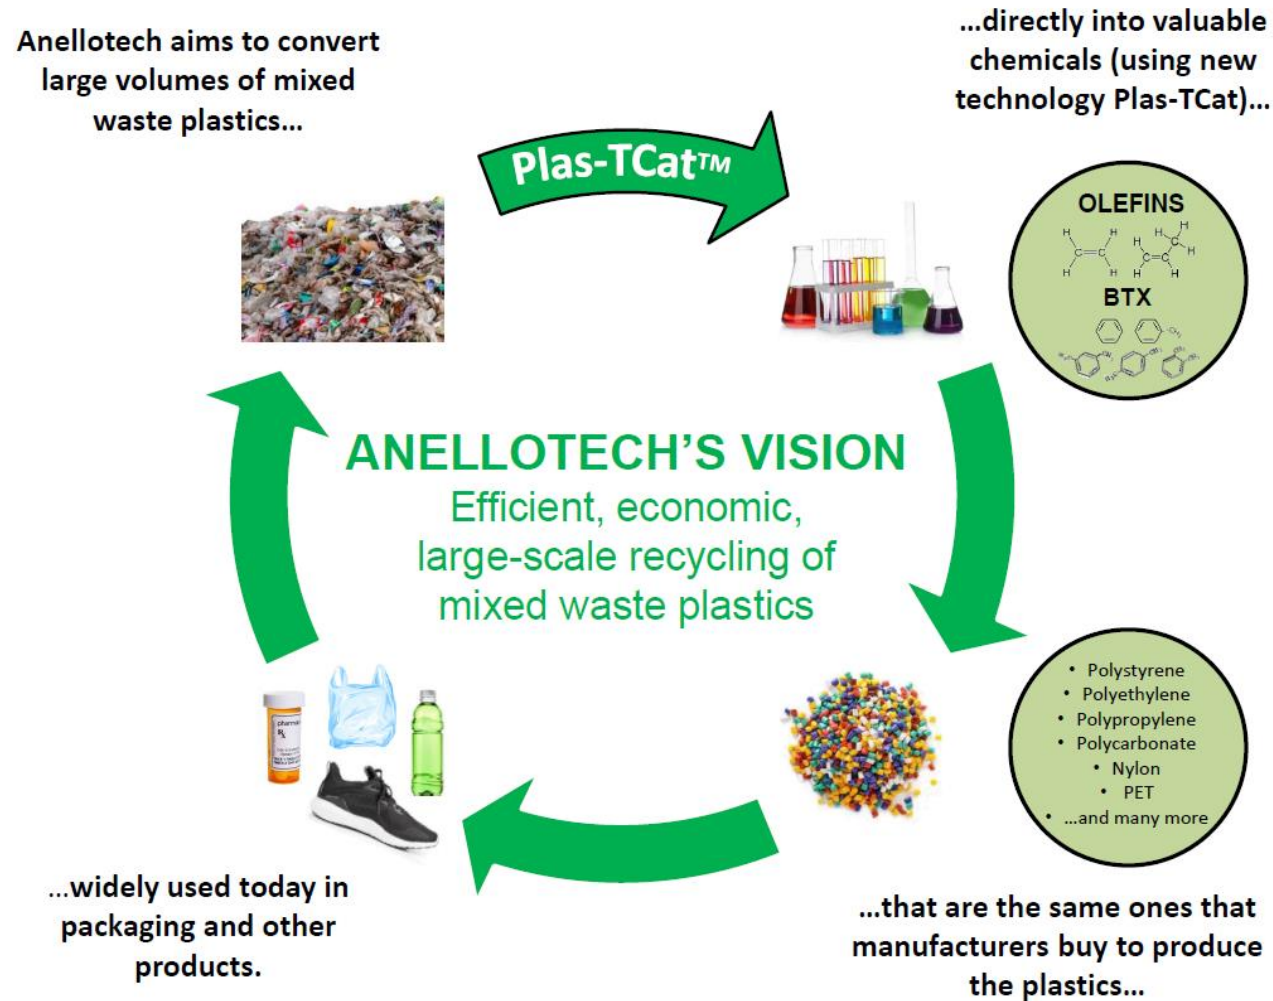 Anellotech aims to convert
large volumes of mixed
waste plastics...
...directly into valuable
chemicals (using new
technology Plas-TCat)...
Plas-TCat™
OLEFINS
BTX
ANELLOTECH'S VISION
Efficient, economic,
large-scale recycling of
mixed waste plastics
• Polystyrene
• Polyethylene
• Polypropylene
• Polycarbonate
• Nylon
• PET
• ...and many more
...that are the same ones that
manufacturers buy to produce
the plastics...
...widely used today in
packaging and other
products.